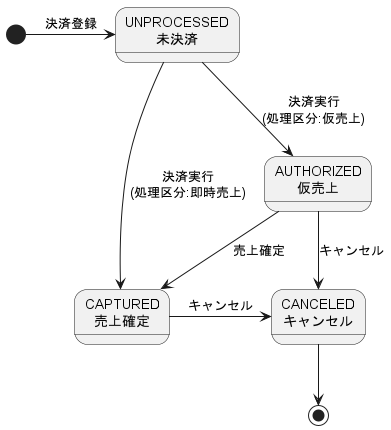 決済登録
UNPROCESSED
未決済
決済実行
(処理区分:仮売上)
AUTHORIZED
仮売上
決済実行
(処理区分:即時売上)
売上確定
キャンセル
CAPTURED
売上確定
キャンセル
CANCELED
キャンセル